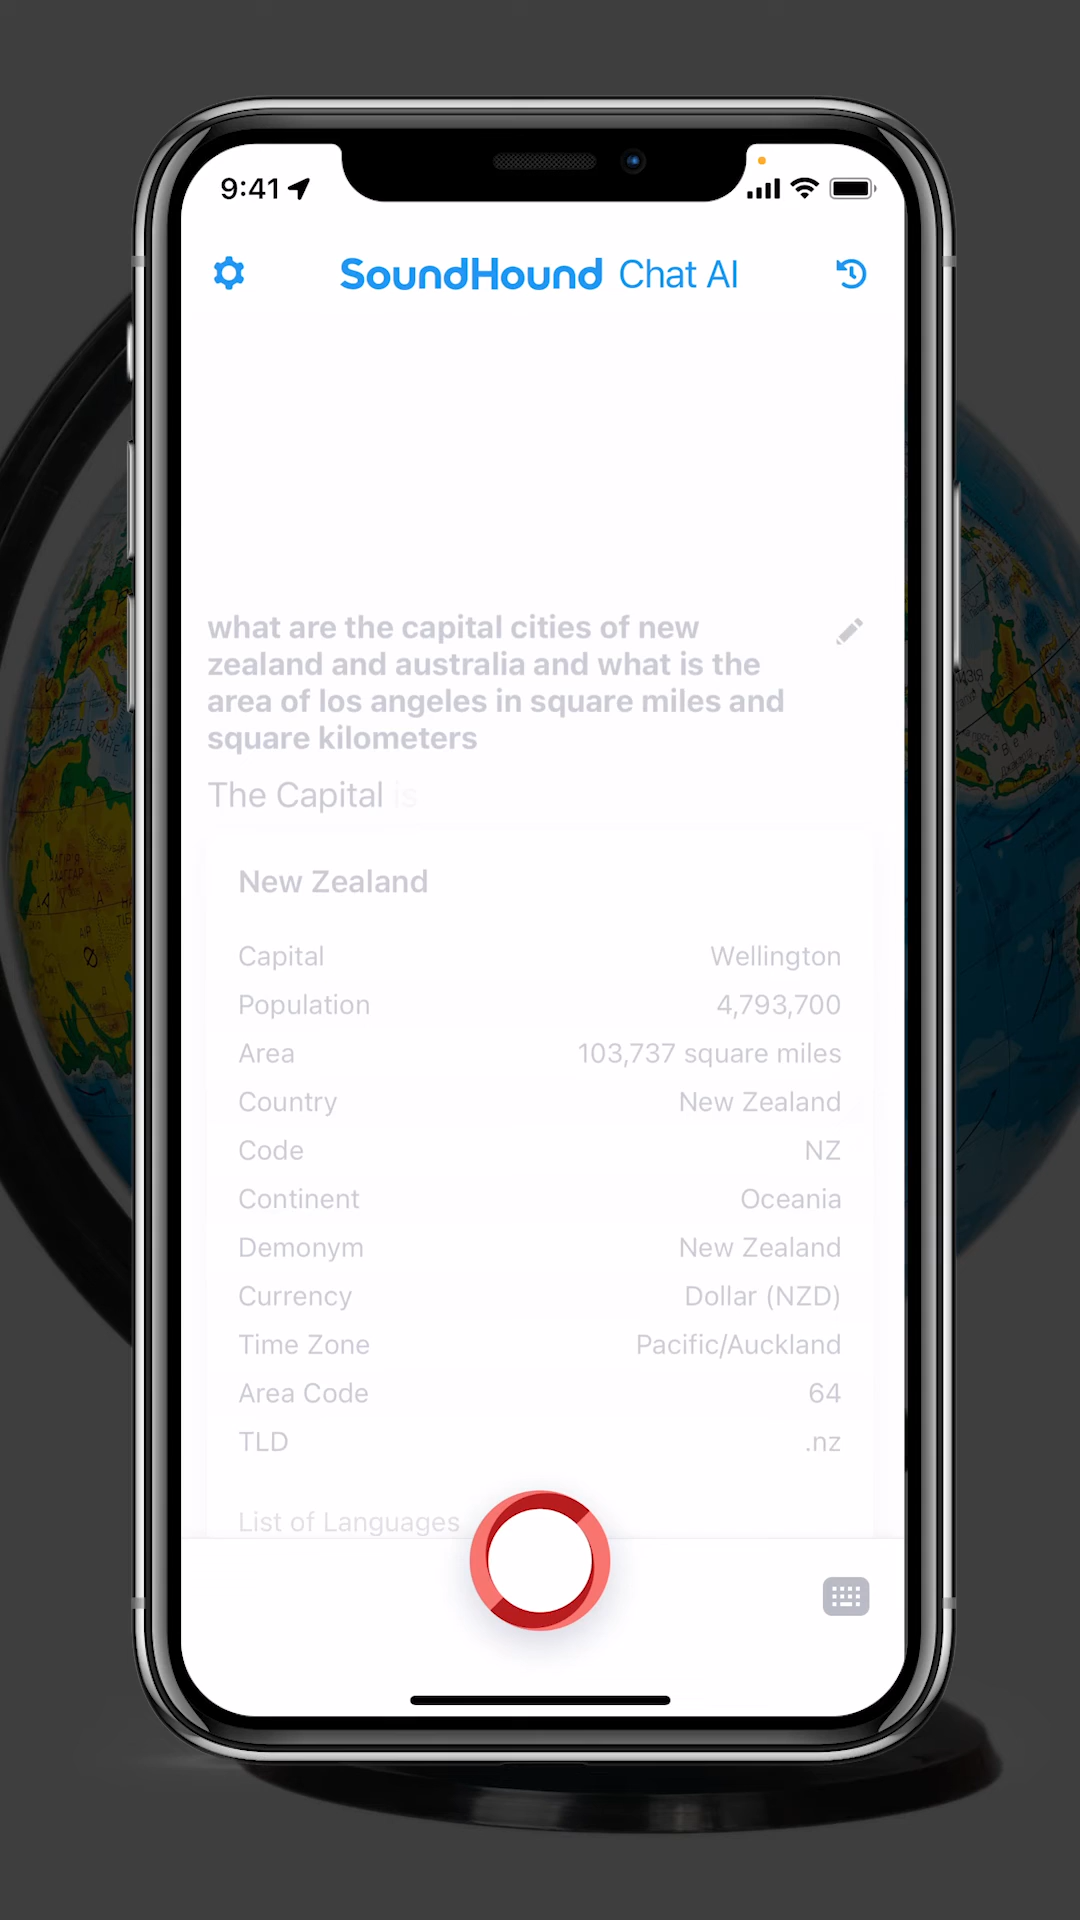 9:41
SoundHound Chat AI
what are the capital cities of new
zealand and australia and what is the
area of los angeles in square miles and
square kilometers
The Capital is
New Zealand
Capital Wellington
Population 4,793,700
Area 103,737 square miles
Country New Zealand
Code NZ
Continent Oceania
Demonym New Zealand
Currency Dollar (NZD)
Time Zone Pacific/Auckland
Area Code 64
TLD .nz
List of Languages